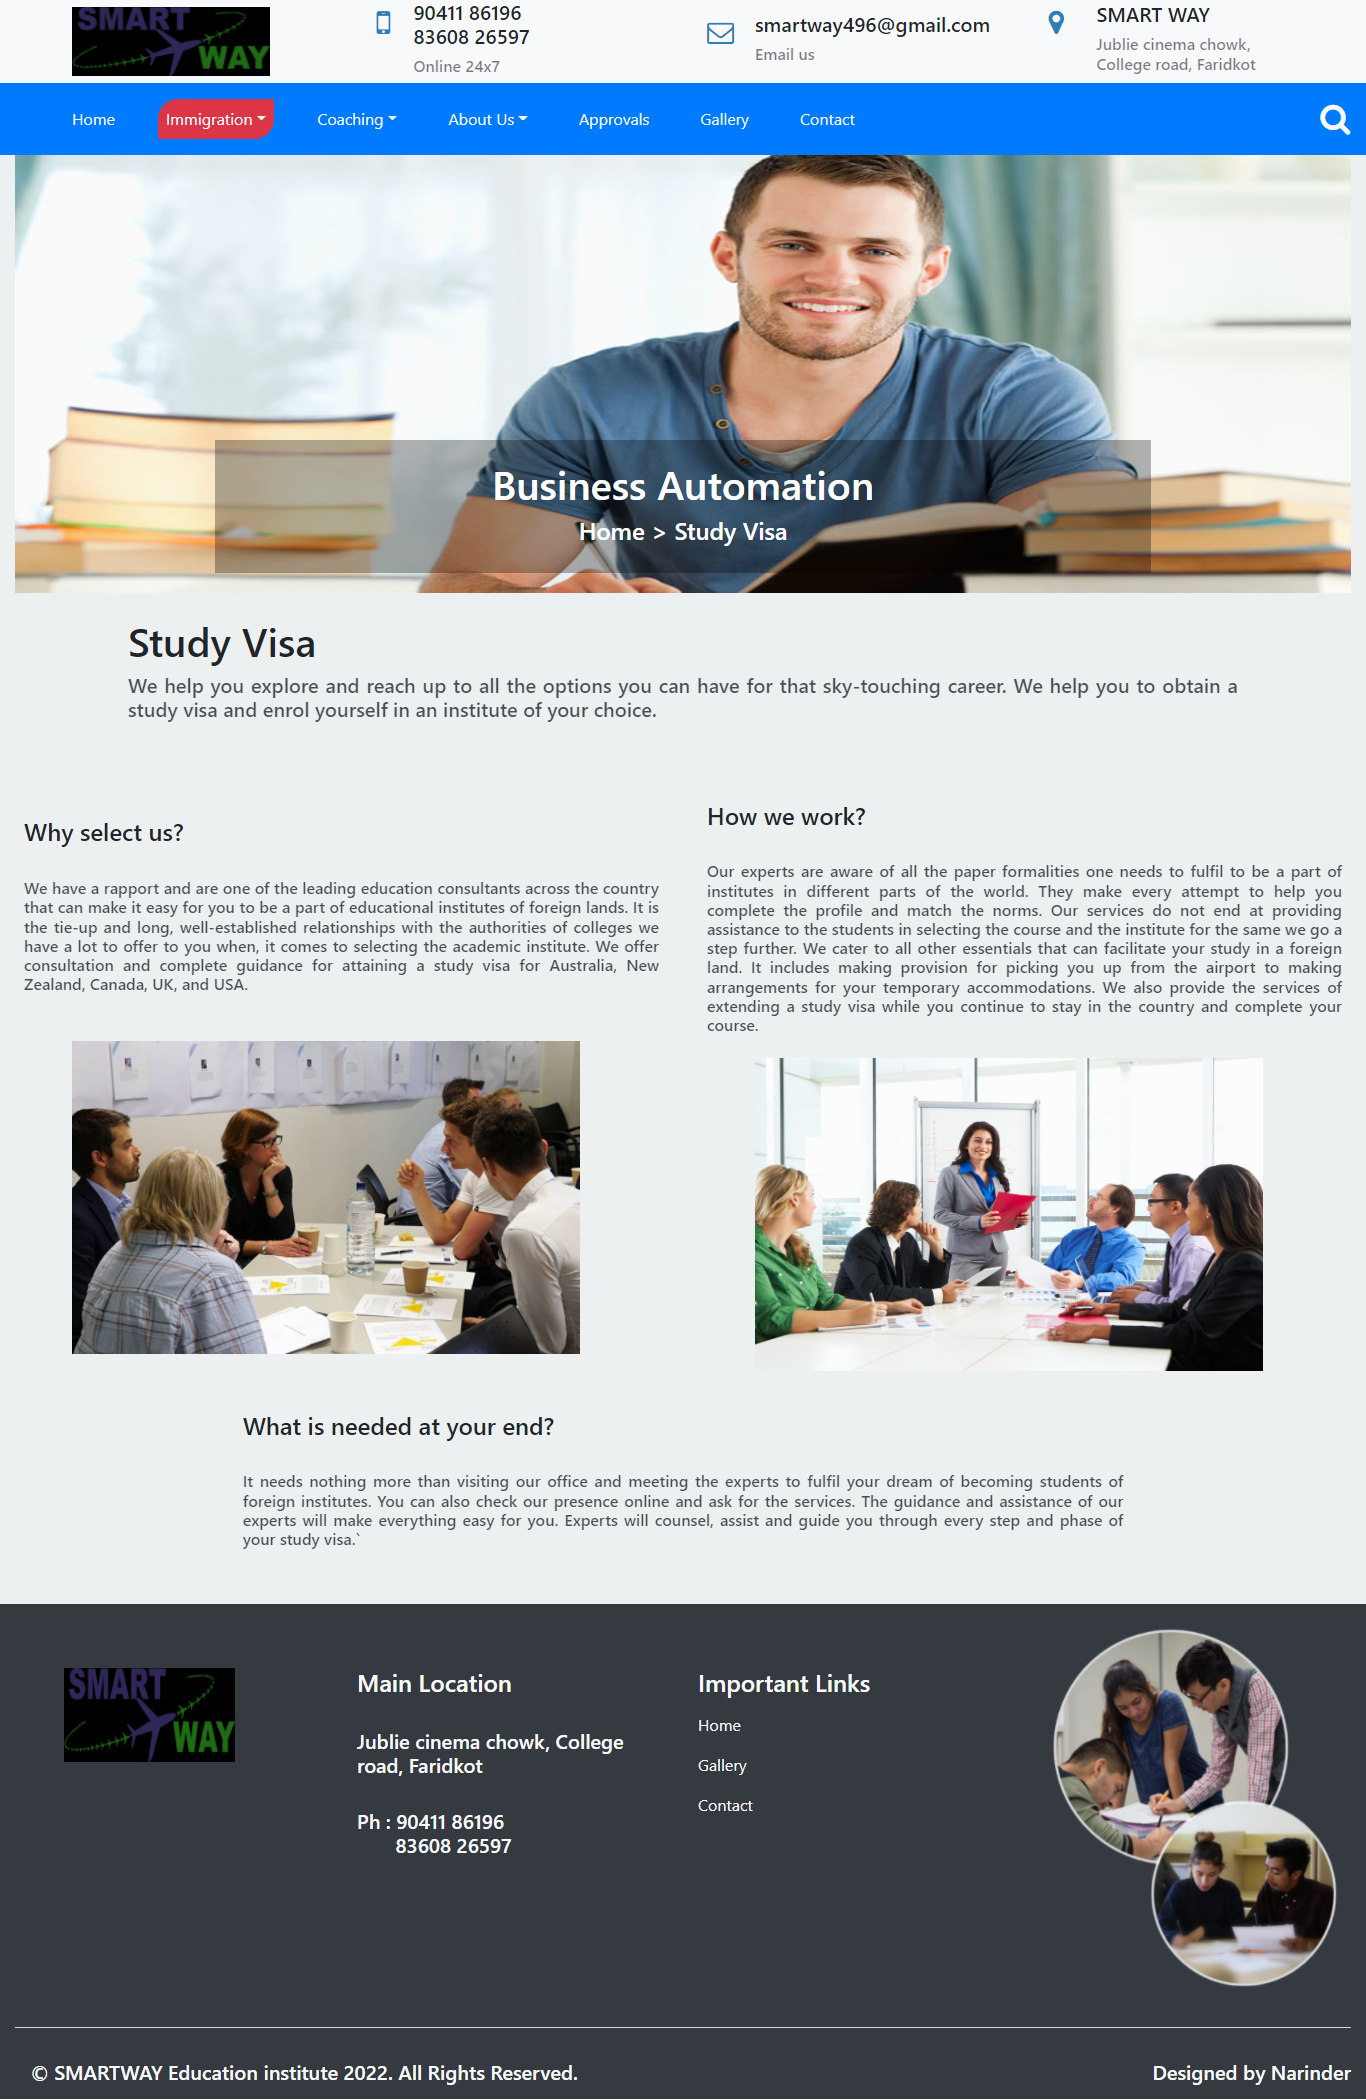 SMART
WAY
90411 86196
83608 26597
Online 24x7
smartway496@gmail.com
Email us
SMART WAY
Jublie cinema chowk,
College road, Faridkot
Home
Immigration
Coaching
About Us
Approvals
Gallery
Contact
Business Automation
Home > Study Visa
Study Visa
We help you explore and reach up to all the options you can have for that sky-touching career. We help you to obtain a
study visa and enrol yourself in an institute of your choice.
Why select us?
We have a rapport and are one of the leading education consultants across the country
that can make it easy for you to be a part of educational institutes of foreign lands. It is
the tie-up and long, well-established relationships with the authorities of colleges we
have a lot to offer to you when, it comes to selecting the academic institute. We offer
consultation and complete guidance for attaining a study visa for Australia, New
Zealand, Canada, UK, and USA.
How we work?
Our experts are aware of all the paper formalities one needs to fulfil to be a part of
institutes in different parts of the world. They make every attempt to help you
complete the profile and match the norms. Our services do not end at providing
assistance to the students in selecting the course and the institute for the same we go a
step further. We cater to all other essentials that can facilitate your study in a foreign
land. It includes making provision for picking you up from the airport to making
arrangements for your temporary accommodations. We also provide the services of
extending a study visa while you continue to stay in the country and complete your
course.
What is needed at your end?
It needs nothing more than visiting our office and meeting the experts to fulfil your dream of becoming students of
foreign institutes. You can also check our presence online and ask for the services. The guidance and assistance of our
experts will make everything easy for you. Experts will counsel, assist and guide you through every step and phase of
your study visa.`
SMART
WAY
Main Location
Jublie cinema chowk, College
road, Faridkot
Ph : 90411 86196
83608 26597
Important Links
Home
Gallery
Contact
© SMARTWAY Education institute 2022. All Rights Reserved.
Designed by Narinder